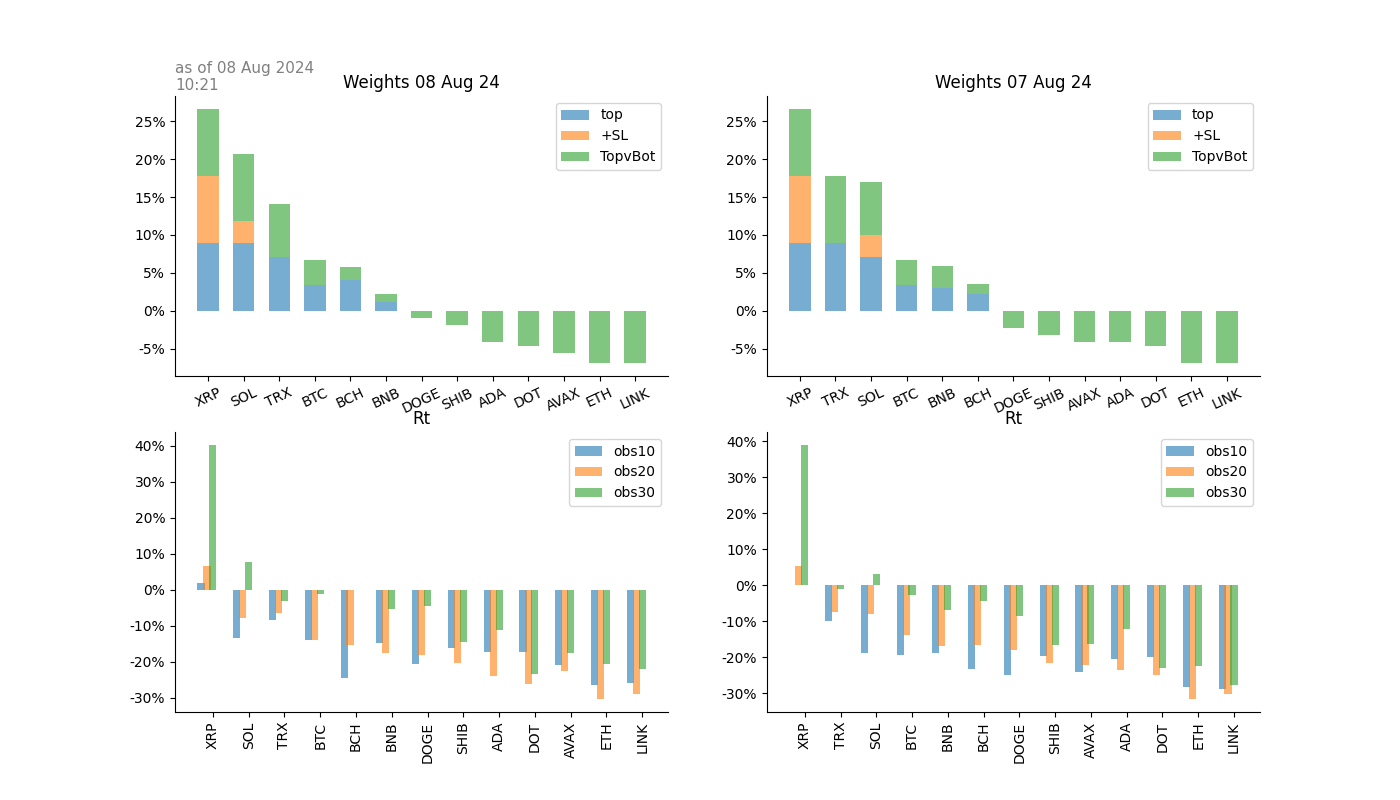 as of 08 Aug 2024
10:21
Weights 08 Aug 24
25%
20%
15%
10%
5%
0%
-5%
top
+SL
TopvBot
XRP SOL TRX BTC BCH BNB DOGE SHIB ADA DOT AVAX ETH LINK
Weights 07 Aug 24
25%
20%
15%
10%
5%
0%
-5%
top
+SL
TopvBot
XRP TRX SOL BTC BNB BCH DOGE SHIB AVAX ADA DOT ETH LINK
Rt
40%
30%
20%
10%
0%
-10%
-20%
-30%
obs10
obs20
obs30
XRP SOL TRX BTC BCH BNB DOGE SHIB ADA DOT AVAX ETH LINK
Rt
40%
30%
20%
10%
0%
-10%
-20%
-30%
obs10
obs20
obs30
XRP TRX SOL BTC BNB BCH DOGE SHIB AVAX ADA DOT ETH LINK